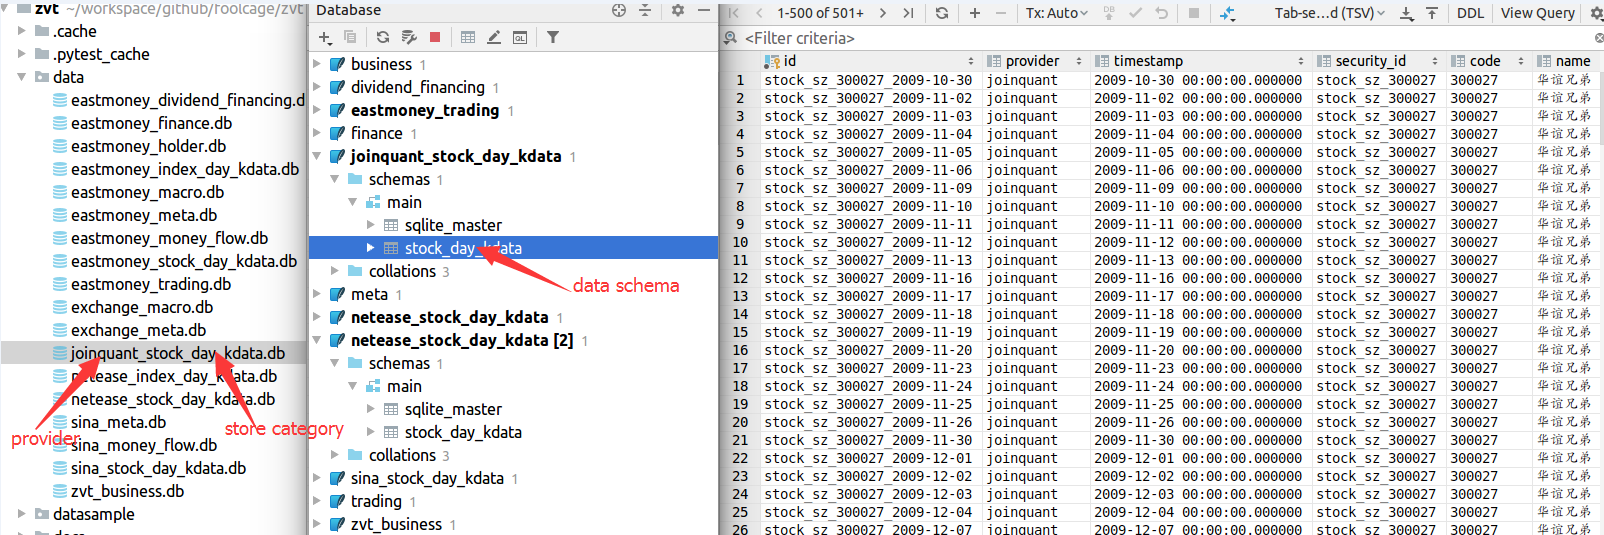 zvt ~/workspace/github/foolcage/zvt
.cache
.pytest_cache
data
eastmoney_dividend_financing.d
eastmoney_finance.db
eastmoney_holder.db
eastmoney_index_day_kdata.db
eastmoney_macro.db
eastmoney_meta.db
eastmoney_money_flow.db
eastmoney_stock_day_kdata.db
eastmoney_trading.db
exchange_macro.db
exchange_meta.db
joinquant_stock_day_kdata.db
netease_index_day_kdata.db
netease_stock_day_kdata.db
sina_meta.db
sina_money_flow.db
sina_stock_day_kdata.db
zvt_business.db
datasample
provider
store category
Database
business 1
dividend_financing 1
eastmoney_trading 1
finance 1
joinquant_stock_day_kdata 1
schemas 1
main
sqlite_master
stock_day_kdata
collations 3
meta 1
netease_stock_day_kdata 1
netease_stock_day_kdata [2] 1
schemas 1
main
sqlite_master
stock_day_kdata
collations 3
sina_stock_day_kdata 1
trading 1
zvt_business 1
data schema
1-500 of 501+ Tx: Auto DB Tab-se...d (TSV) DDL View Query
<Filter criteria>
id provider timestamp security_id code name
1 stock_sz_300027_2009-10-30 joinquant 2009-10-30 00:00:00.000000 stock_sz_300027 300027 华谊兄弟
2 stock_sz_300027_2009-11-02 joinquant 2009-11-02 00:00:00.000000 stock_sz_300027 300027 华谊兄弟
3 stock_sz_300027_2009-11-03 joinquant 2009-11-03 00:00:00.000000 stock_sz_300027 300027 华谊兄弟
4 stock_sz_300027_2009-11-04 joinquant 2009-11-04 00:00:00.000000 stock_sz_300027 300027 华谊兄弟
5 stock_sz_300027_2009-11-05 joinquant 2009-11-05 00:00:00.000000 stock_sz_300027 300027 华谊兄弟
6 stock_sz_300027_2009-11-06 joinquant 2009-11-06 00:00:00.000000 stock_sz_300027 300027 华谊兄弟
7 stock_sz_300027_2009-11-09 joinquant 2009-11-09 00:00:00.000000 stock_sz_300027 300027 华谊兄弟
8 stock_sz_300027_2009-11-10 joinquant 2009-11-10 00:00:00.000000 stock_sz_300027 300027 华谊兄弟
9 stock_sz_300027_2009-11-11 joinquant 2009-11-11 00:00:00.000000 stock_sz_300027 300027 华谊兄弟
10 stock_sz_300027_2009-11-12 joinquant 2009-11-12 00:00:00.000000 stock_sz_300027 300027 华谊兄弟
11 stock_sz_300027_2009-11-13 joinquant 2009-11-13 00:00:00.000000 stock_sz_300027 300027 华谊兄弟
12 stock_sz_300027_2009-11-16 joinquant 2009-11-16 00:00:00.000000 stock_sz_300027 300027 华谊兄弟
13 stock_sz_300027_2009-11-17 joinquant 2009-11-17 00:00:00.000000 stock_sz_300027 300027 华谊兄弟
14 stock_sz_300027_2009-11-18 joinquant 2009-11-18 00:00:00.000000 stock_sz_300027 300027 华谊兄弟
15 stock_sz_300027_2009-11-19 joinquant 2009-11-19 00:00:00.000000 stock_sz_300027 300027 华谊兄弟
16 stock_sz_300027_2009-11-20 joinquant 2009-11-20 00:00:00.000000 stock_sz_300027 300027 华谊兄弟
17 stock_sz_300027_2009-11-23 joinquant 2009-11-23 00:00:00.000000 stock_sz_300027 300027 华谊兄弟
18 stock_sz_300027_2009-11-24 joinquant 2009-11-24 00:00:00.000000 stock_sz_300027 300027 华谊兄弟
19 stock_sz_300027_2009-11-25 joinquant 2009-11-25 00:00:00.000000 stock_sz_300027 300027 华谊兄弟
20 stock_sz_300027_2009-11-26 joinquant 2009-11-26 00:00:00.000000 stock_sz_300027 300027 华谊兄弟
21 stock_sz_300027_2009-11-30 joinquant 2009-11-30 00:00:00.000000 stock_sz_300027 300027 华谊兄弟
22 stock_sz_300027_2009-12-01 joinquant 2009-12-01 00:00:00.000000 stock_sz_300027 300027 华谊兄弟
23 stock_sz_300027_2009-12-02 joinquant 2009-12-02 00:00:00.000000 stock_sz_300027 300027 华谊兄弟
24 stock_sz_300027_2009-12-03 joinquant 2009-12-03 00:00:00.000000 stock_sz_300027 300027 华谊兄弟
25 stock_sz_300027_2009-12-04 joinquant 2009-12-04 00:00:00.000000 stock_sz_300027 300027 华谊兄弟
26 stock_sz_300027_2009-12-07 joinquant 2009-12-07 00:00:00.000000 stock_sz_300027 300027 华谊兄弟